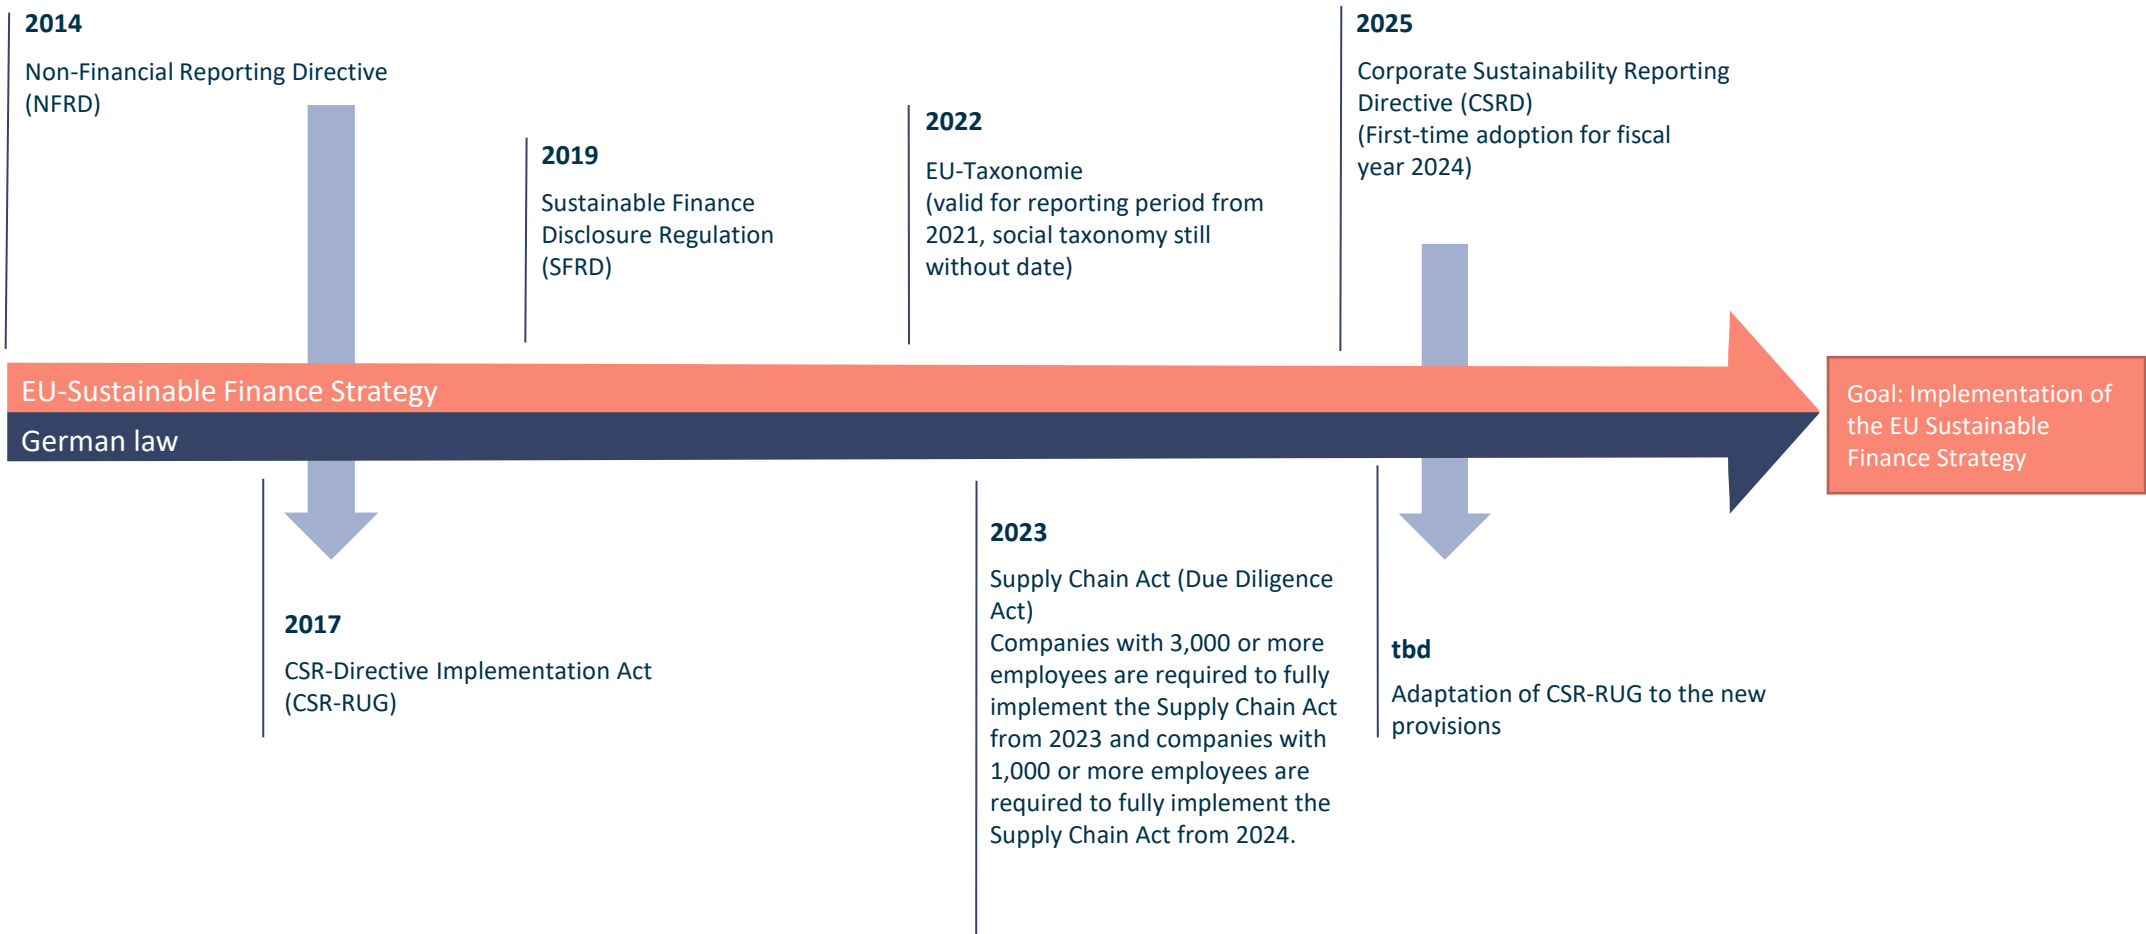 2014
Non-Financial Reporting Directive
(NFRD)
2019
Sustainable Finance
Disclosure Regulation
(SFRD)
2022
EU-Taxonomie
(valid for reporting period from
2021, social taxonomy still
without date)
2025
Corporate Sustainability Reporting
Directive (CSRD)
(First-time adoption for fiscal
year 2024)
EU-Sustainable Finance Strategy
German law
Goal: Implementation of
the EU Sustainable
Finance Strategy
2017
CSR-Directive Implementation Act
(CSR-RUG)
2023
Supply Chain Act (Due Diligence
Act)
Companies with 3,000 or more
employees are required to fully
implement the Supply Chain Act
from 2023 and companies with
1,000 or more employees are
required to fully implement the
Supply Chain Act from 2024.
tbd
Adaptation of CSR-RUG to the new
provisions